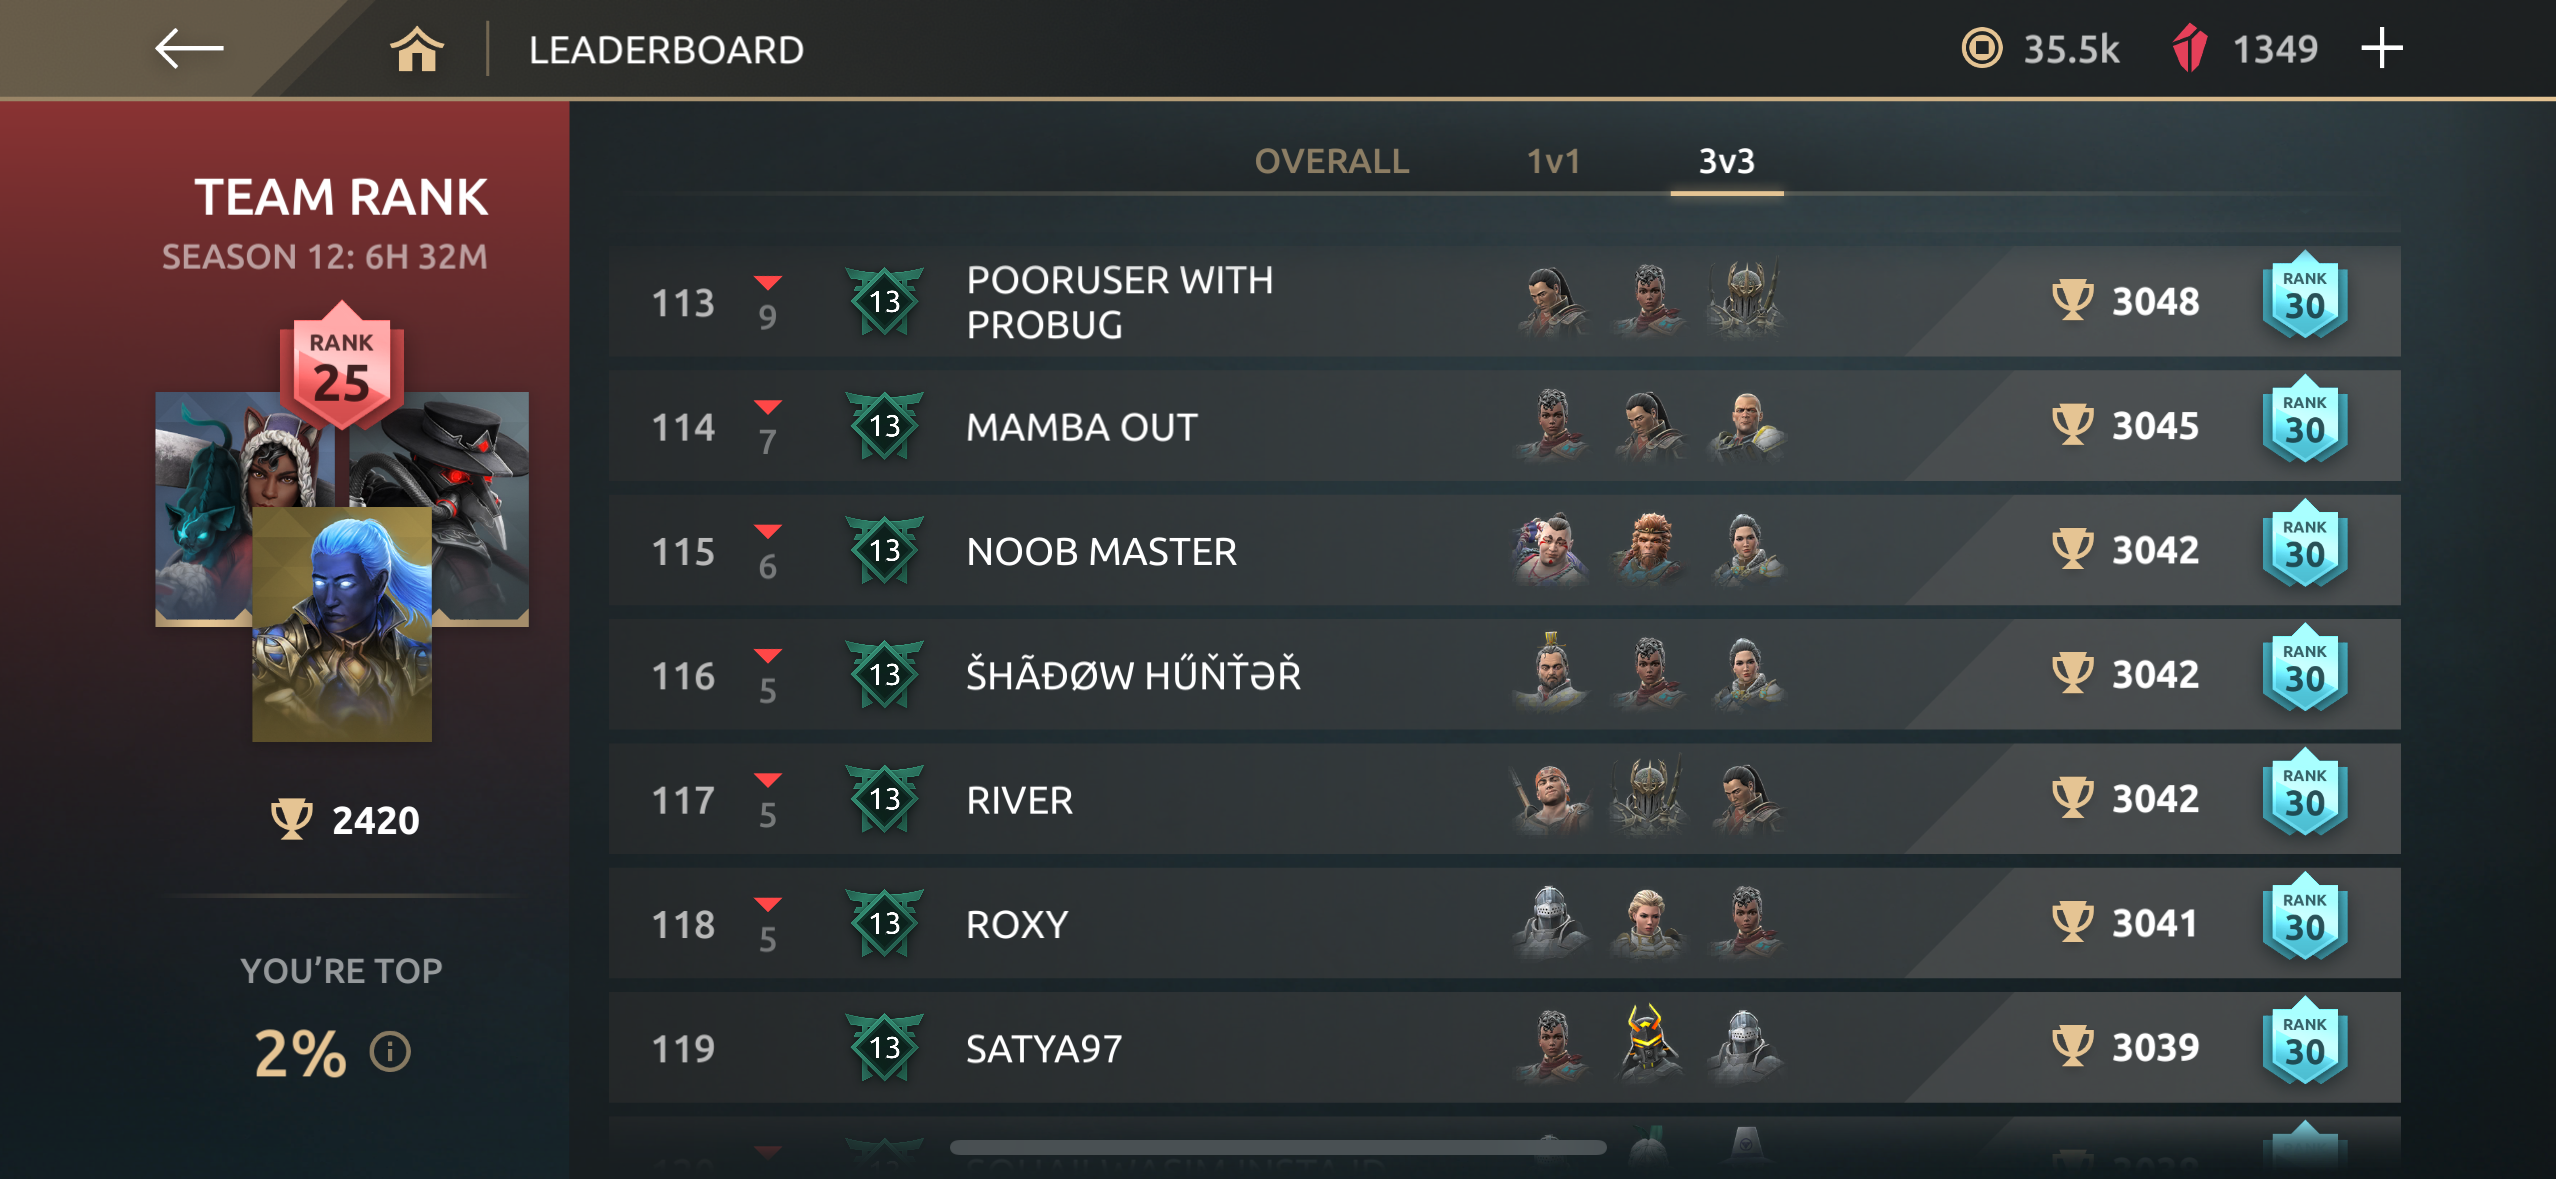 LEADERBOARD
35.5k
1349
TEAM RANK
SEASON 12: 6H 32M
RANK
25
2420
YOU'RE TOP
2%
OVERALL
1v1
3v3
113
9
13
POORUSER WITH
PROBUG
3048
RANK
30
114
7
13
MAMBA OUT
3045
RANK
30
115
6
13
NOOB MASTER
3042
RANK
30
116
5
13
ŠHÃĐØW HŰŇŤƏŘ
3042
RANK
30
117
5
13
RIVER
3042
RANK
30
118
5
13
ROXY
3041
RANK
30
119
13
SATYA97
3039
RANK
30